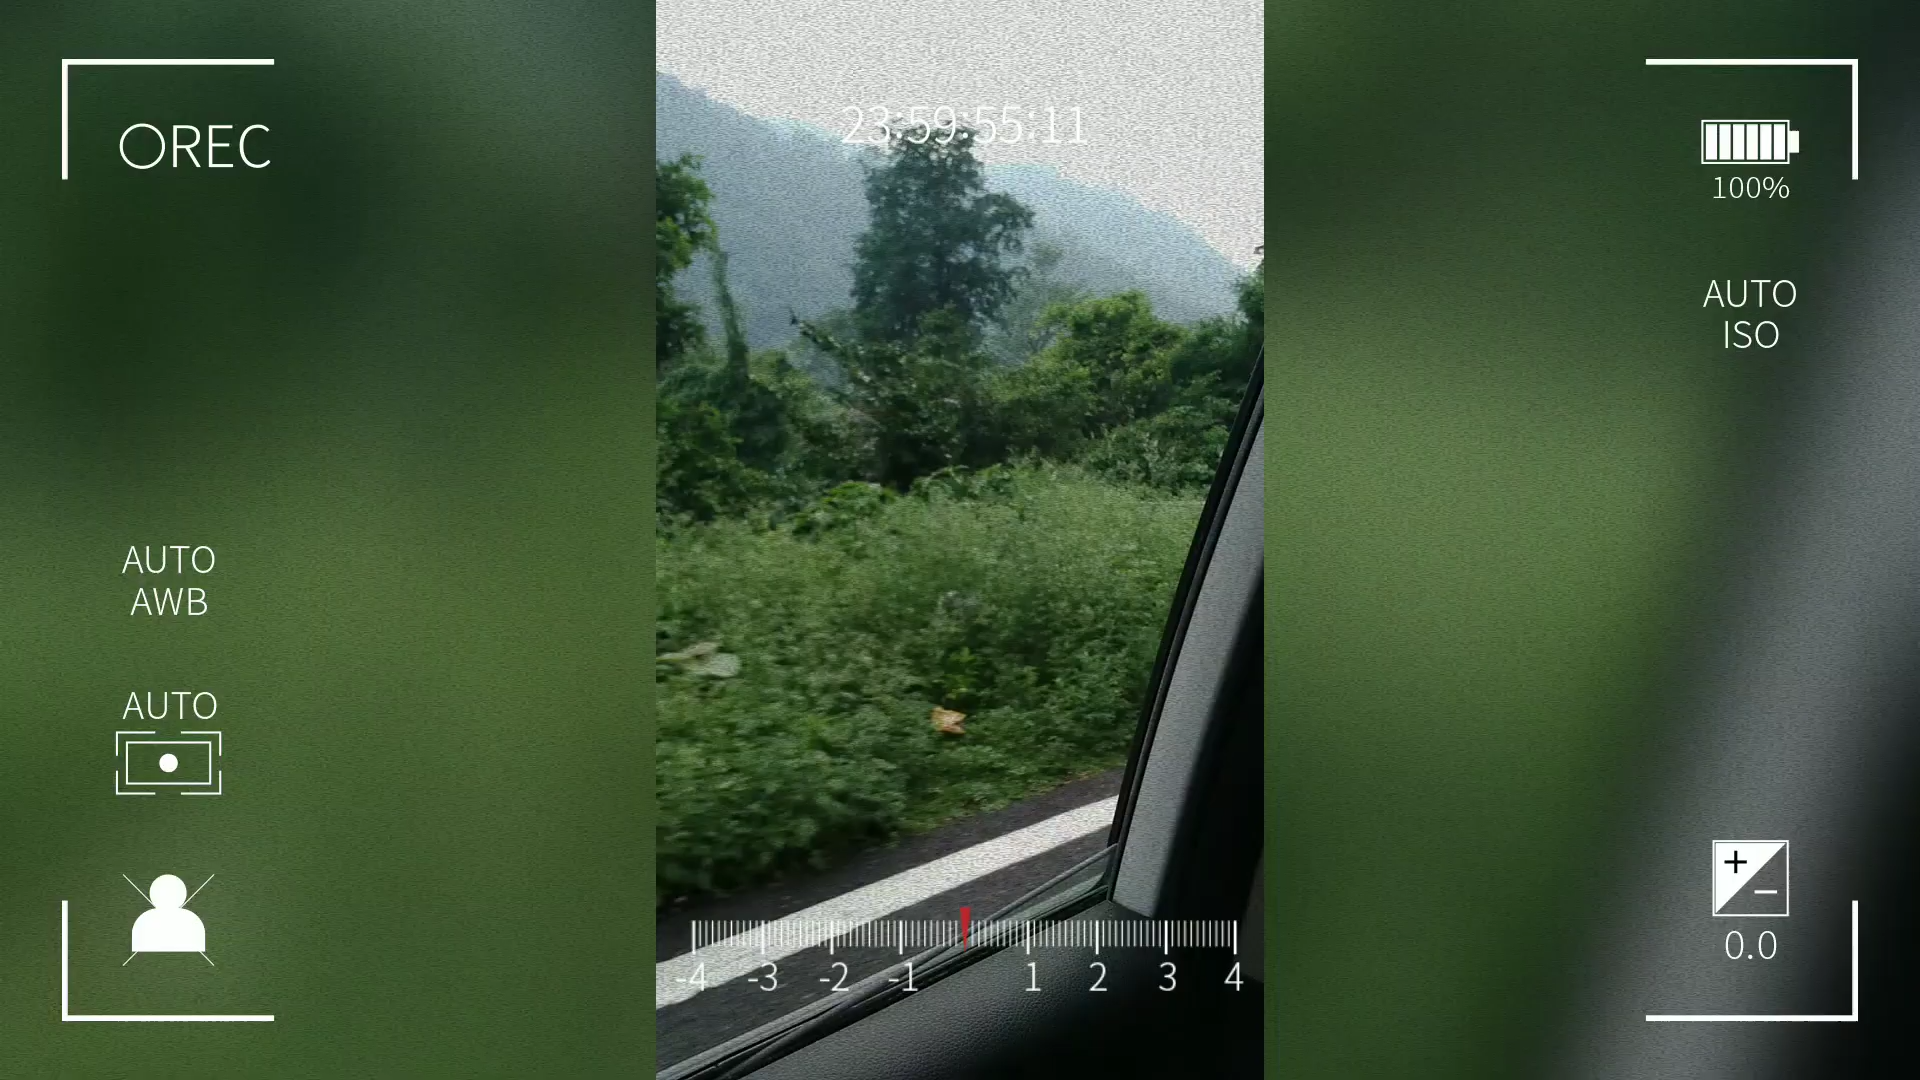 OREC
23:59:55:11
100%
AUTO
ISO
AUTO
AWB
AUTO
+
−
0.0
-4 -3 -2 -1 1 2 3 4